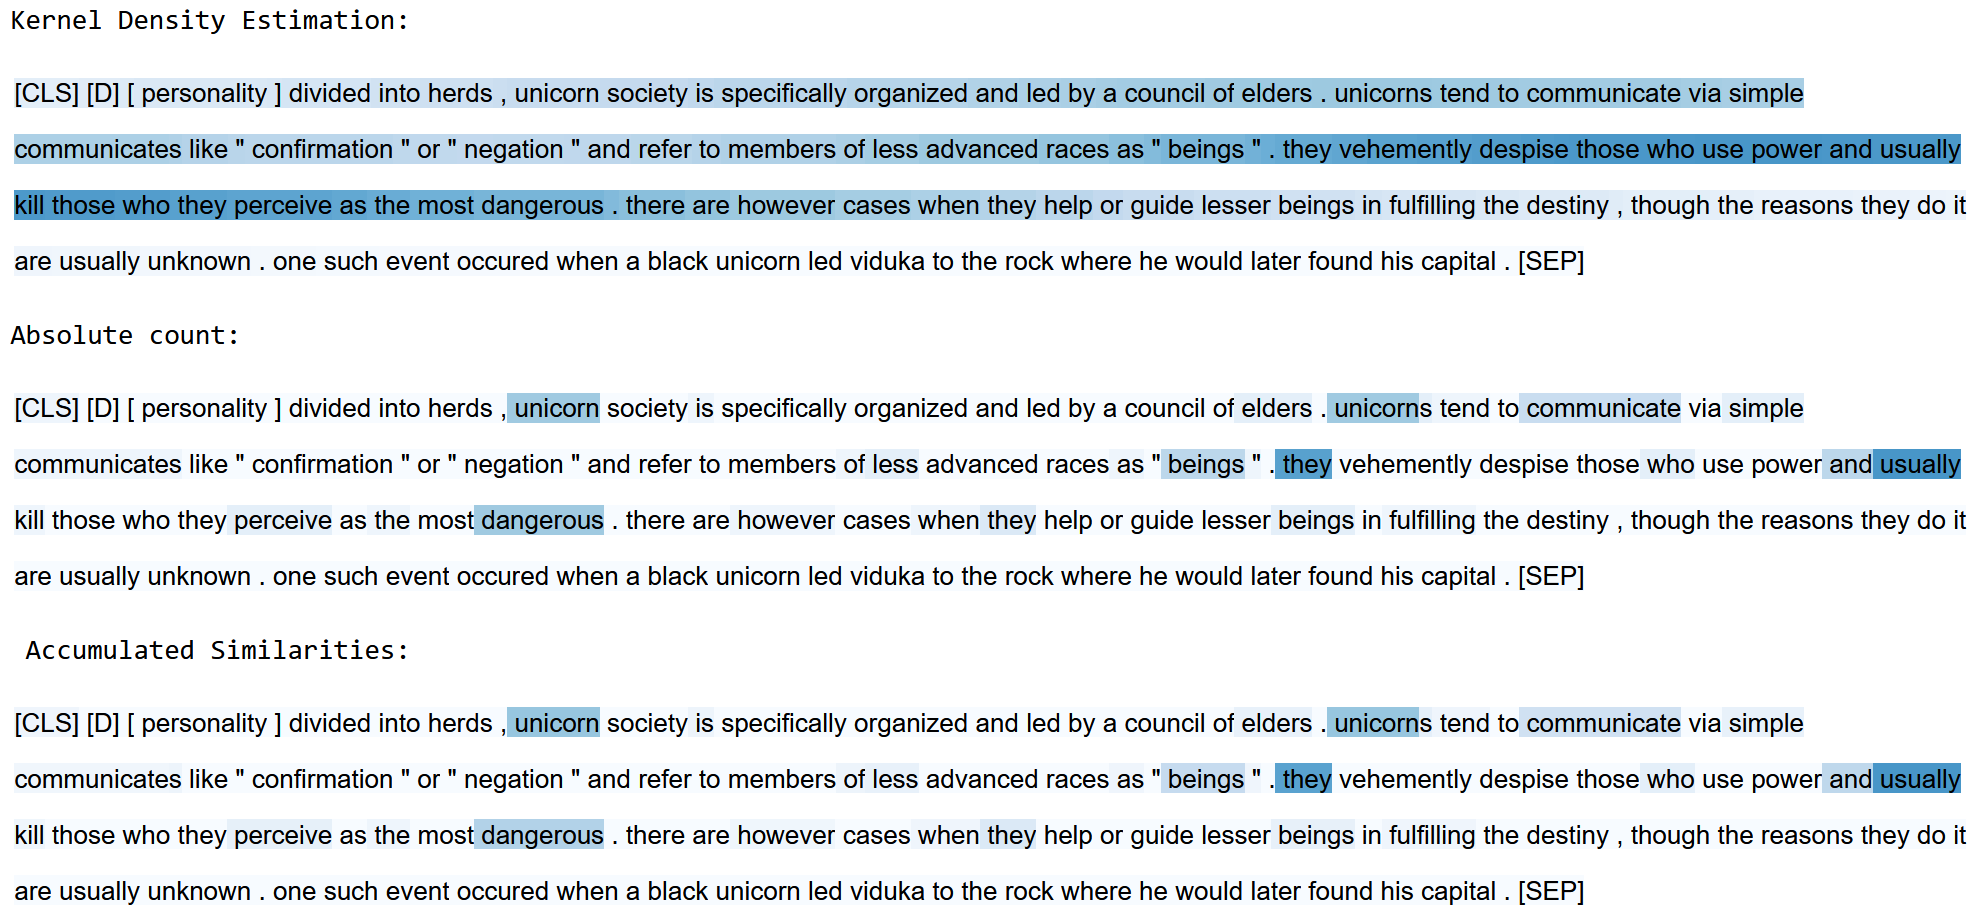 Kernel Density Estimation:
[CLS] [D] [ personality ] divided into herds , unicorn society is specifically organized and led by a council of elders . unicorns tend to communicate via simple
communicates like " confirmation " or " negation " and refer to members of less advanced races as " beings " . they vehemently despise those who use power and usually
kill those who they perceive as the most dangerous . there are however cases when they help or guide lesser beings in fulfilling the destiny , though the reasons they do it
are usually unknown . one such event occured when a black unicorn led viduka to the rock where he would later found his capital . [SEP]
Absolute count:
[CLS] [D] [ personality ] divided into herds , unicorn society is specifically organized and led by a council of elders . unicorns tend to communicate via simple
communicates like " confirmation " or " negation " and refer to members of less advanced races as " beings " . they vehemently despise those who use power and usually
kill those who they perceive as the most dangerous . there are however cases when they help or guide lesser beings in fulfilling the destiny , though the reasons they do it
are usually unknown . one such event occured when a black unicorn led viduka to the rock where he would later found his capital . [SEP]
Accumulated Similarities:
[CLS] [D] [ personality ] divided into herds , unicorn society is specifically organized and led by a council of elders . unicorns tend to communicate via simple
communicates like " confirmation " or " negation " and refer to members of less advanced races as " beings " . they vehemently despise those who use power and usually
kill those who they perceive as the most dangerous . there are however cases when they help or guide lesser beings in fulfilling the destiny , though the reasons they do it
are usually unknown . one such event occured when a black unicorn led viduka to the rock where he would later found his capital . [SEP]